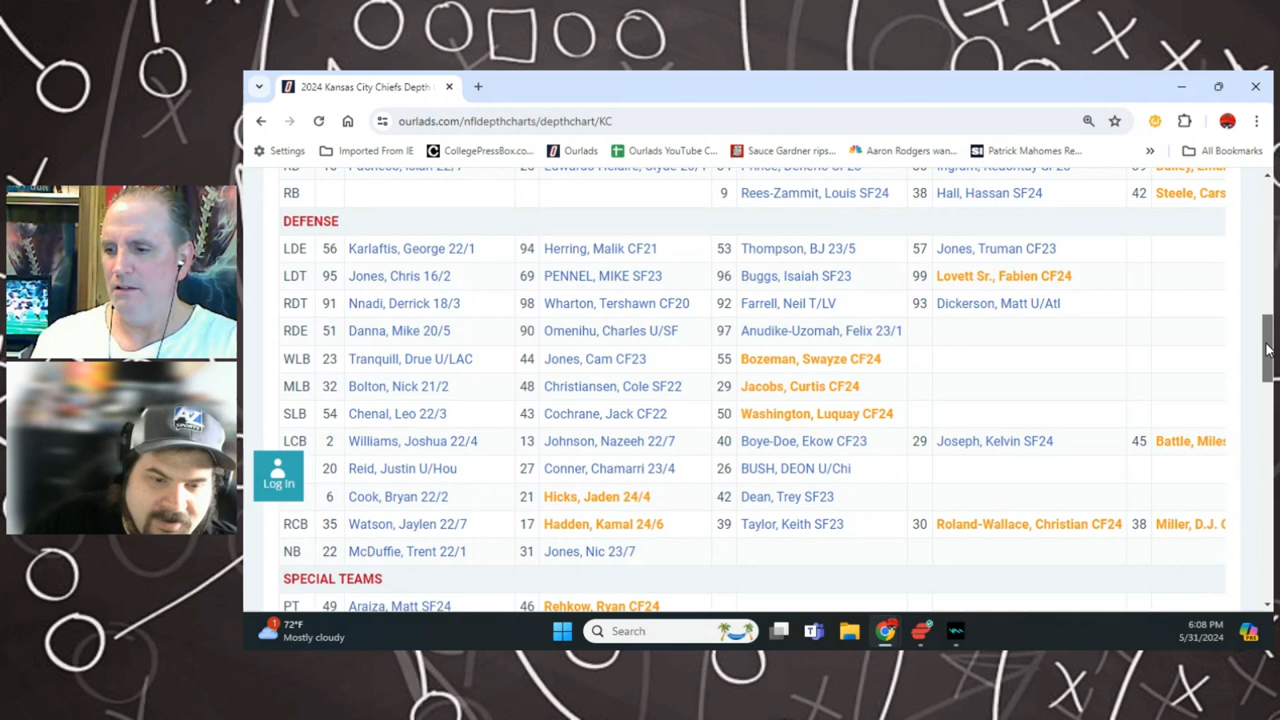 2024 Kansas City Chiefs Depth
ourlads.com/nfldepthcharts/depthchart/KC
Settings Imported From IE CollegePressBox.co... Ourlads Ourlads YouTube C... Sauce Gardner rips... Aaron Rodgers wan... Patrick Mahomes Re... » All Bookmarks
RB 9 Rees-Zammit, Louis SF24 38 Hall, Hassan SF24 42 Steele, Cars
DEFENSE
LDE 56 Karlaftis, George 22/1 94 Herring, Malik CF21 53 Thompson, BJ 23/5 57 Jones, Truman CF23
LDT 95 Jones, Chris 16/2 69 PENNEL, MIKE SF23 96 Buggs, Isaiah SF23 99 Lovett Sr., Fabien CF24
RDT 91 Nnadi, Derrick 18/3 98 Wharton, Tershawn CF20 92 Farrell, Neil T/LV 93 Dickerson, Matt U/Atl
RDE 51 Danna, Mike 20/5 90 Omenihu, Charles U/SF 97 Anudike-Uzomah, Felix 23/1
WLB 23 Tranquill, Drue U/LAC 44 Jones, Cam CF23 55 Bozeman, Swayze CF24
MLB 32 Bolton, Nick 21/2 48 Christiansen, Cole SF22 29 Jacobs, Curtis CF24
SLB 54 Chenal, Leo 22/3 43 Cochrane, Jack CF22 50 Washington, Luquay CF24
LCB 2 Williams, Joshua 22/4 13 Johnson, Nazeeh 22/7 40 Boye-Doe, Ekow CF23 29 Joseph, Kelvin SF24 45 Battle, Miles
20 Reid, Justin U/Hou 27 Conner, Chamarri 23/4 26 BUSH, DEON U/Chi
Log In
6 Cook, Bryan 22/2 21 Hicks, Jaden 24/4 42 Dean, Trey SF23
RCB 35 Watson, Jaylen 22/7 17 Hadden, Kamal 24/6 39 Taylor, Keith SF23 30 Roland-Wallace, Christian CF24 38 Miller, D.J.
NB 22 McDuffie, Trent 22/1 31 Jones, Nic 23/7
SPECIAL TEAMS
PT 49 Araiza, Matt SF24 46 Rehkow, Ryan CF24
1 72°F
Mostly cloudy
Search
6:08 PM
5/31/2024